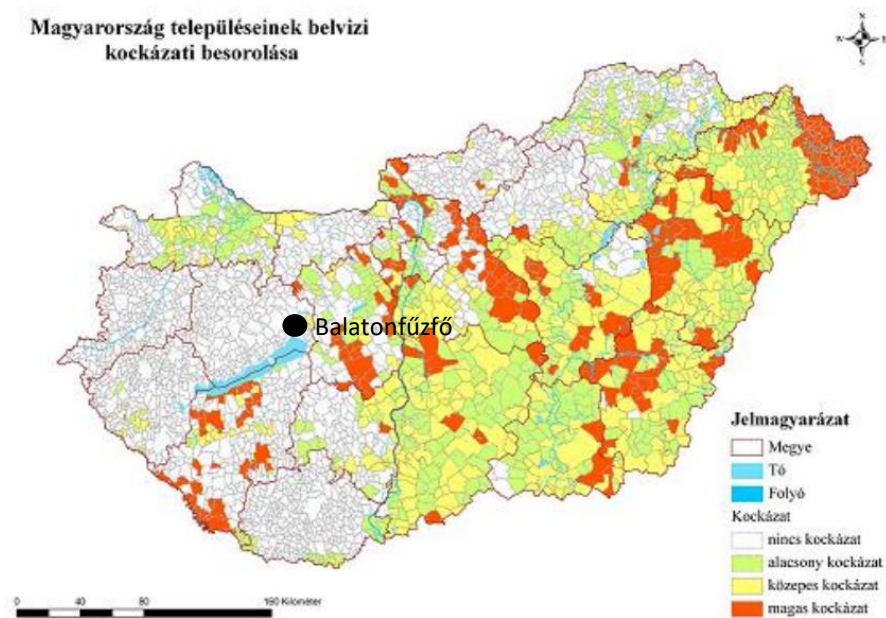 Magyarország településeinek belvizi
kockázati besorolása
N
W E
S
Balatonfűzfő
Jelmagyarázat
Megye
Tó
Folyó
Kockázat
nincs kockázat
alacsony kockázat
közepes kockázat
magas kockázat
0 40 80 160 Kilométer